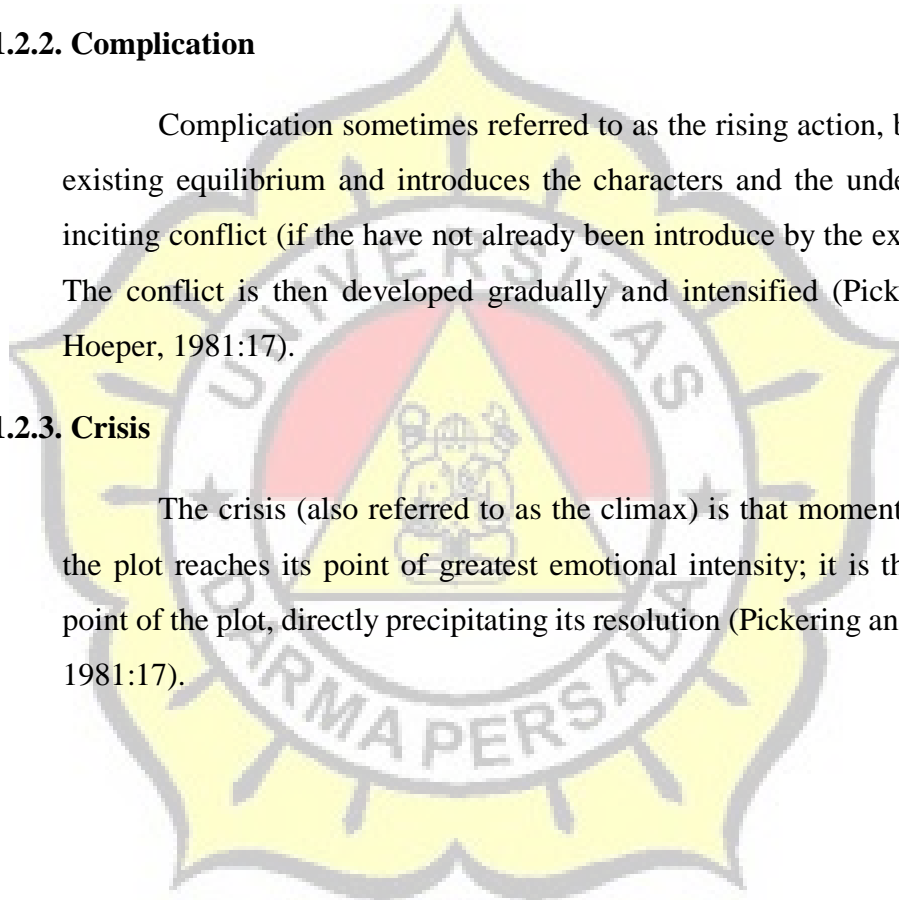 1.2.2. Complication
Complication sometimes referred to as the rising action,
existing equilibrium and introduces the characters and the
inciting conflict (if the have not already been introduce by the
The conflict is then developed gradually and intensified
Hoeper, 1981:17).
1.2.3. Crisis
The crisis (also referred to as the climax) is that moment
the plot reaches its point of greatest emotional intensity; it is
point of the plot, directly precipitating its resolution (Pickering
1981:17).
UNIVERSITAS
DARMA PERSADA